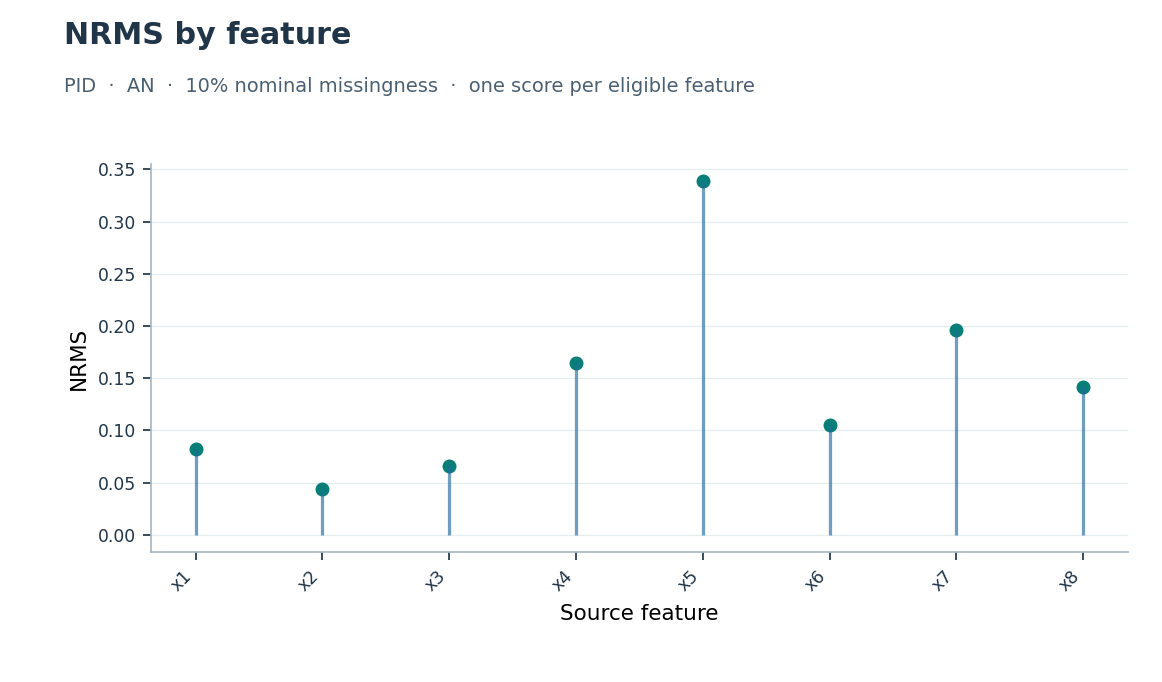 NRMS by feature
PID · AN · 10% nominal missingness · one score per eligible feature
0.35
0.30
0.25
0.20
0.15
0.10
0.05
0.00
NRMS
x1 x2 x3 x4 x5 x6 x7 x8
Source feature